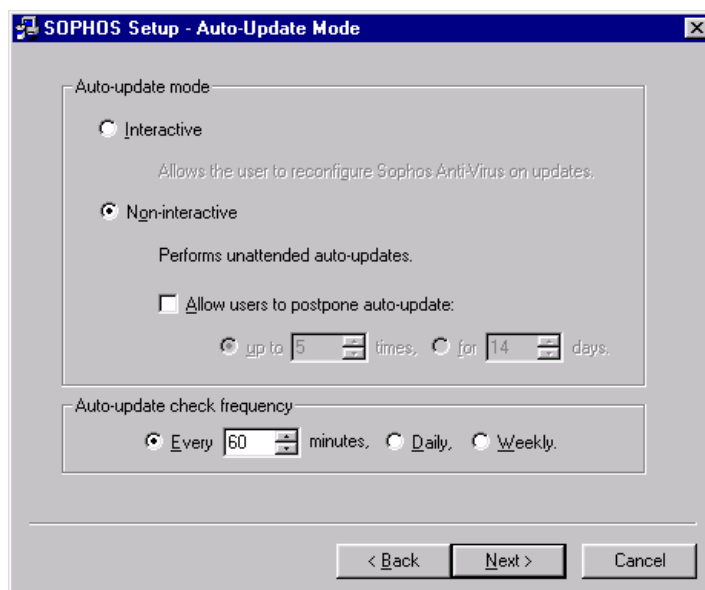 SOPHOS Setup - Auto-Update Mode
Auto-update mode
Interactive
Allows the user to reconfigure Sophos Anti-Virus on updates.
Non-interactive
Performs unattended auto-updates.
Allow users to postpone auto-update:
up to 5 times, for 14 days.
Auto-update check frequency
Every 60 minutes, Daily, Weekly.
< Back Next > Cancel